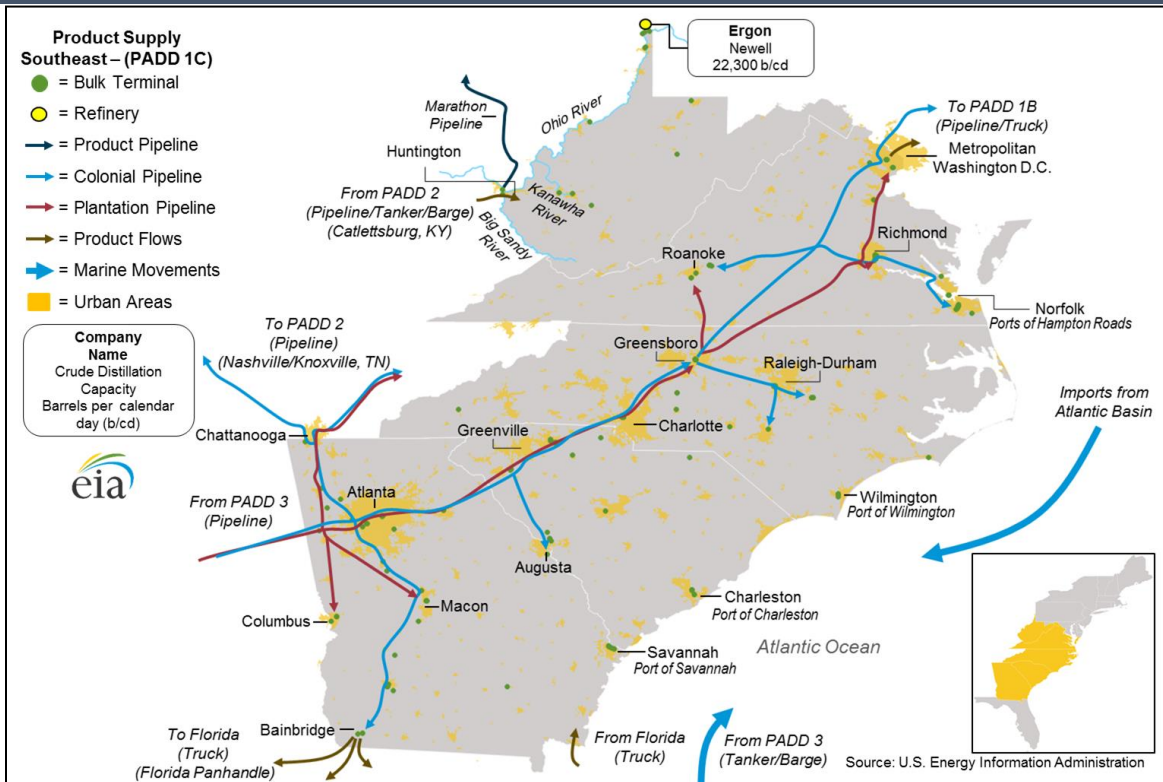 Product Supply
Southeast – (PADD 1C)
= Bulk Terminal
= Refinery
= Product Pipeline
= Colonial Pipeline
= Plantation Pipeline
= Product Flows
= Marine Movements
= Urban Areas
Company
Name
Crude Distillation
Capacity
Barrels per calendar
day (b/cd)
eia
Ergon
Newell
22,300 b/cd
Marathon
Pipeline
Ohio River
Huntington
From PADD 2
(Pipeline/Tanker/Barge)
(Catlettsburg, KY)
Kanawha
River
Big Sandy
River
To PADD 1B
(Pipeline/Truck)
Metropolitan
Washington D.C.
Richmond
Roanoke
Norfolk
Ports of Hampton Roads
To PADD 2
(Pipeline)
(Nashville/Knoxville, TN)
Greensboro
Raleigh-Durham
Imports from
Atlantic Basin
Chattanooga
Greenville
Charlotte
From PADD 3
(Pipeline)
Atlanta
Wilmington
Port of Wilmington
Augusta
Columbus
Macon
Charleston
Port of Charleston
Savannah
Port of Savannah
Atlantic Ocean
Bainbridge
To Florida
(Truck)
(Florida Panhandle)
From Florida
(Truck)
From PADD 3
(Tanker/Barge)
Source: U.S. Energy Information Administration